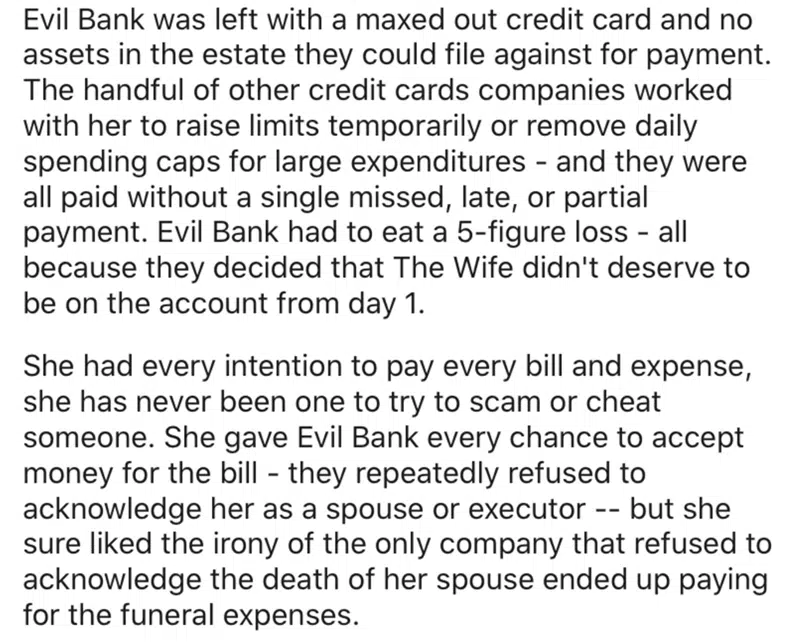 Evil Bank was left with a maxed out credit card and no
assets in the estate they could file against for payment.
The handful of other credit cards companies worked
with her to raise limits temporarily or remove daily
spending caps for large expenditures - and they were
all paid without a single missed, late, or partial
payment. Evil Bank had to eat a 5-figure loss - all
because they decided that The Wife didn't deserve to
be on the account from day 1.
She had every intention to pay every bill and expense,
she has never been one to try to scam or cheat
someone. She gave Evil Bank every chance to accept
money for the bill - they repeatedly refused to
acknowledge her as a spouse or executor -- but she
sure liked the irony of the only company that refused to
acknowledge the death of her spouse ended up paying
for the funeral expenses.